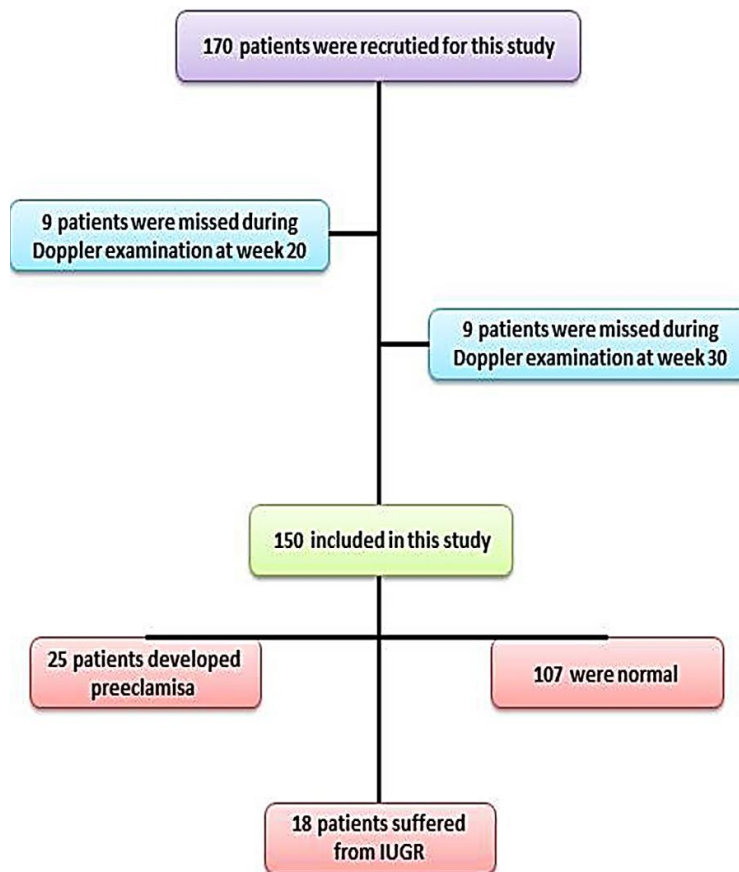 170 patients were recrutied for this study
9 patients were missed during
Doppler examination at week 20
9 patients were missed during
Doppler examination at week 30
150 included in this study
25 patients developed
preeclamisa
107 were normal
18 patients suffered
from IUGR